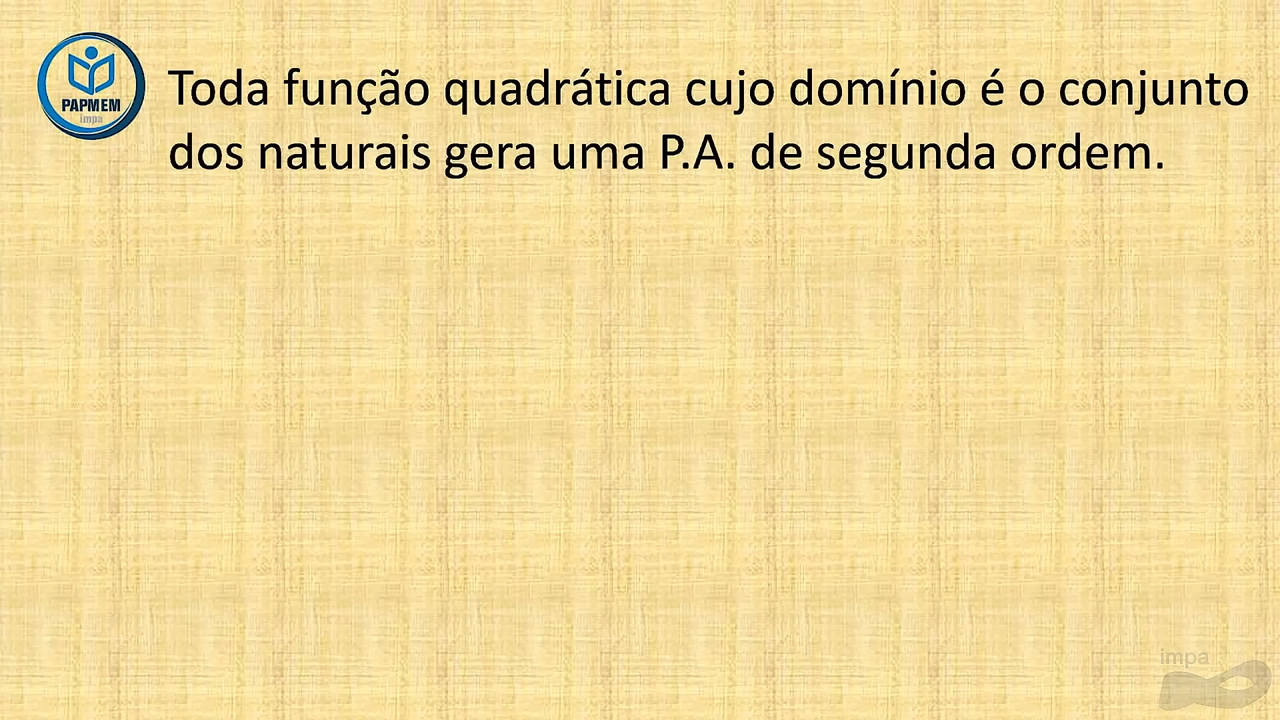 Toda função quadrática cujo domínio é o conjunto
dos naturais gera uma P.A. de segunda ordem.
PAPMEM
impa
impa